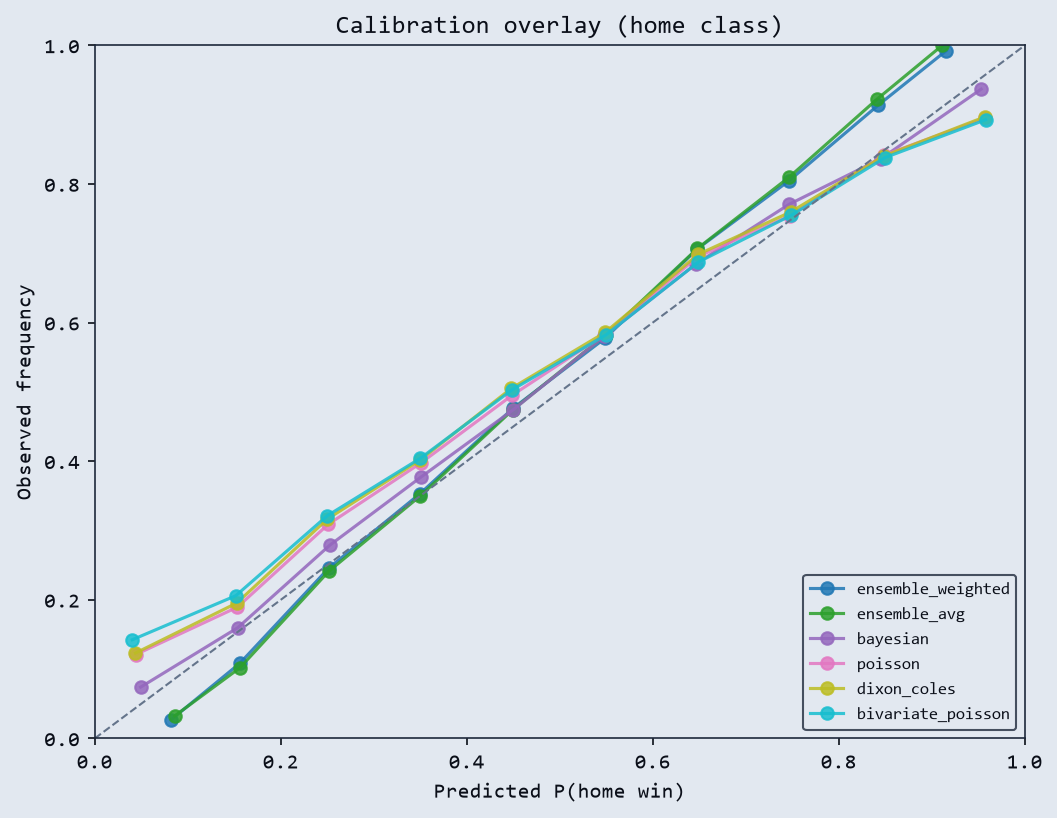 Calibration overlay (home class)
1.0
0.8
0.6
0.4
0.2
0.0
Observed frequency
0.0 0.2 0.4 0.6 0.8 1.0
Predicted P(home win)
ensemble_weighted
ensemble_avg
bayesian
poisson
dixon_coles
bivariate_poisson